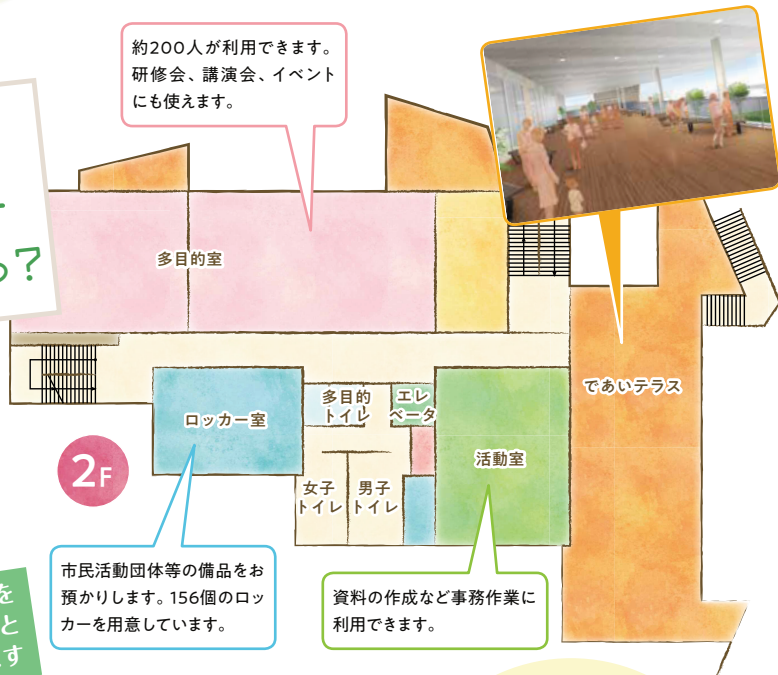 約200人が利用できます。
研修会、講演会、イベント
にも使えます。
？
多目的室
であいテラス
ロッカー室
多目的
トイレ
エレ
ベータ
活動室
2F
女子
トイレ
男子
トイレ
市民活動団体等の備品をお
預かりします。156個のロッ
カーを用意しています。
資料の作成など事務作業に
利用できます。
を
と
す